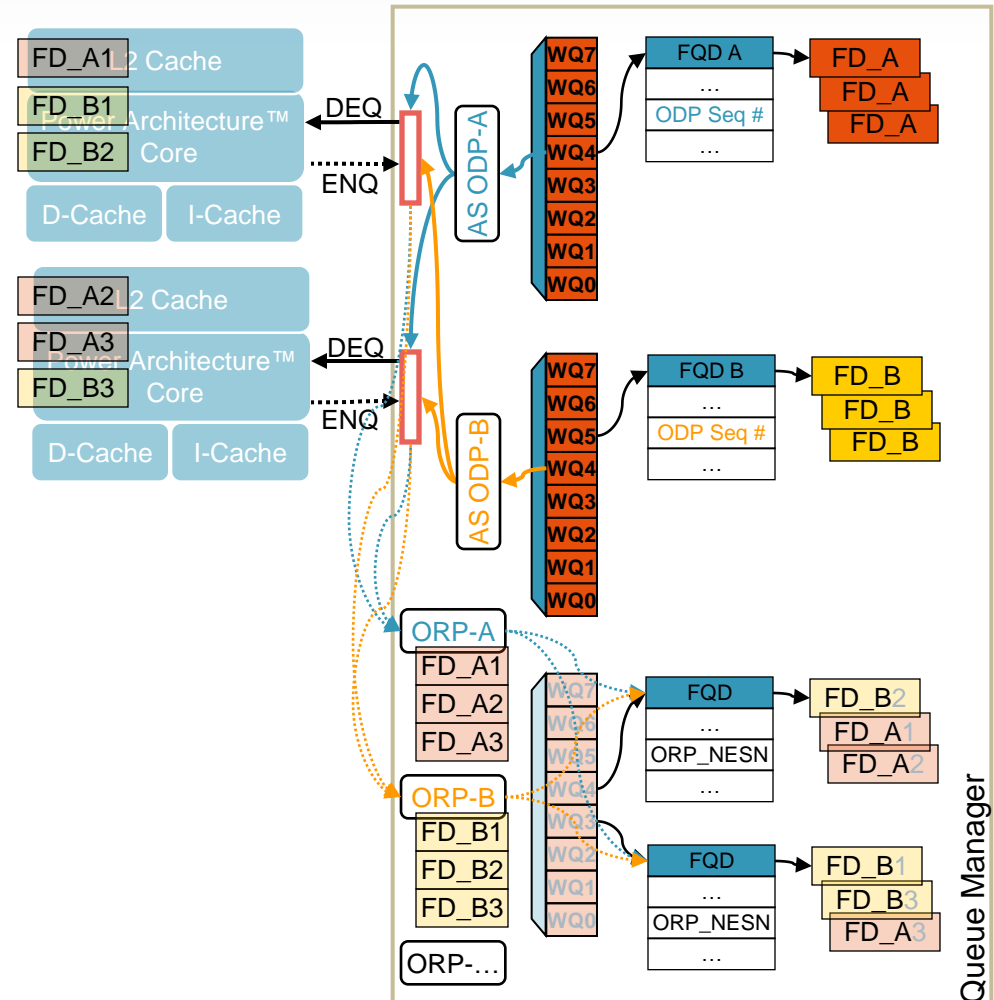 FD_A1
L2 Cache
FD_B1
Power Architecture™
Core
FD_B2
D-Cache
I-Cache
DEQ
ENQ
AS ODP-A
WQ7
WQ6
WQ5
WQ4
WQ3
WQ2
WQ1
WQ0
FQD A
...
ODP Seq #
...
FD_A
FD_A
FD_A
FD_A2
L2 Cache
FD_A3
Power Architecture™
Core
FD_B3
D-Cache
I-Cache
DEQ
ENQ
AS ODP-B
WQ7
WQ6
WQ5
WQ4
WQ3
WQ2
WQ1
WQ0
FQD B
...
ODP Seq #
...
FD_B
FD_B
FD_B
ORP-A
FD_A1
FD_A2
FD_A3
ORP-B
FD_B1
FD_B2
FD_B3
ORP-...
WQ7
WQ6
WQ5
WQ4
WQ3
WQ2
WQ1
WQ0
FQD
...
ORP_NESN
...
FD_B2
FD_A1
FD_A2
FQD
...
ORP_NESN
...
FD_B1
FD_B3
FD_A3
Queue Manager